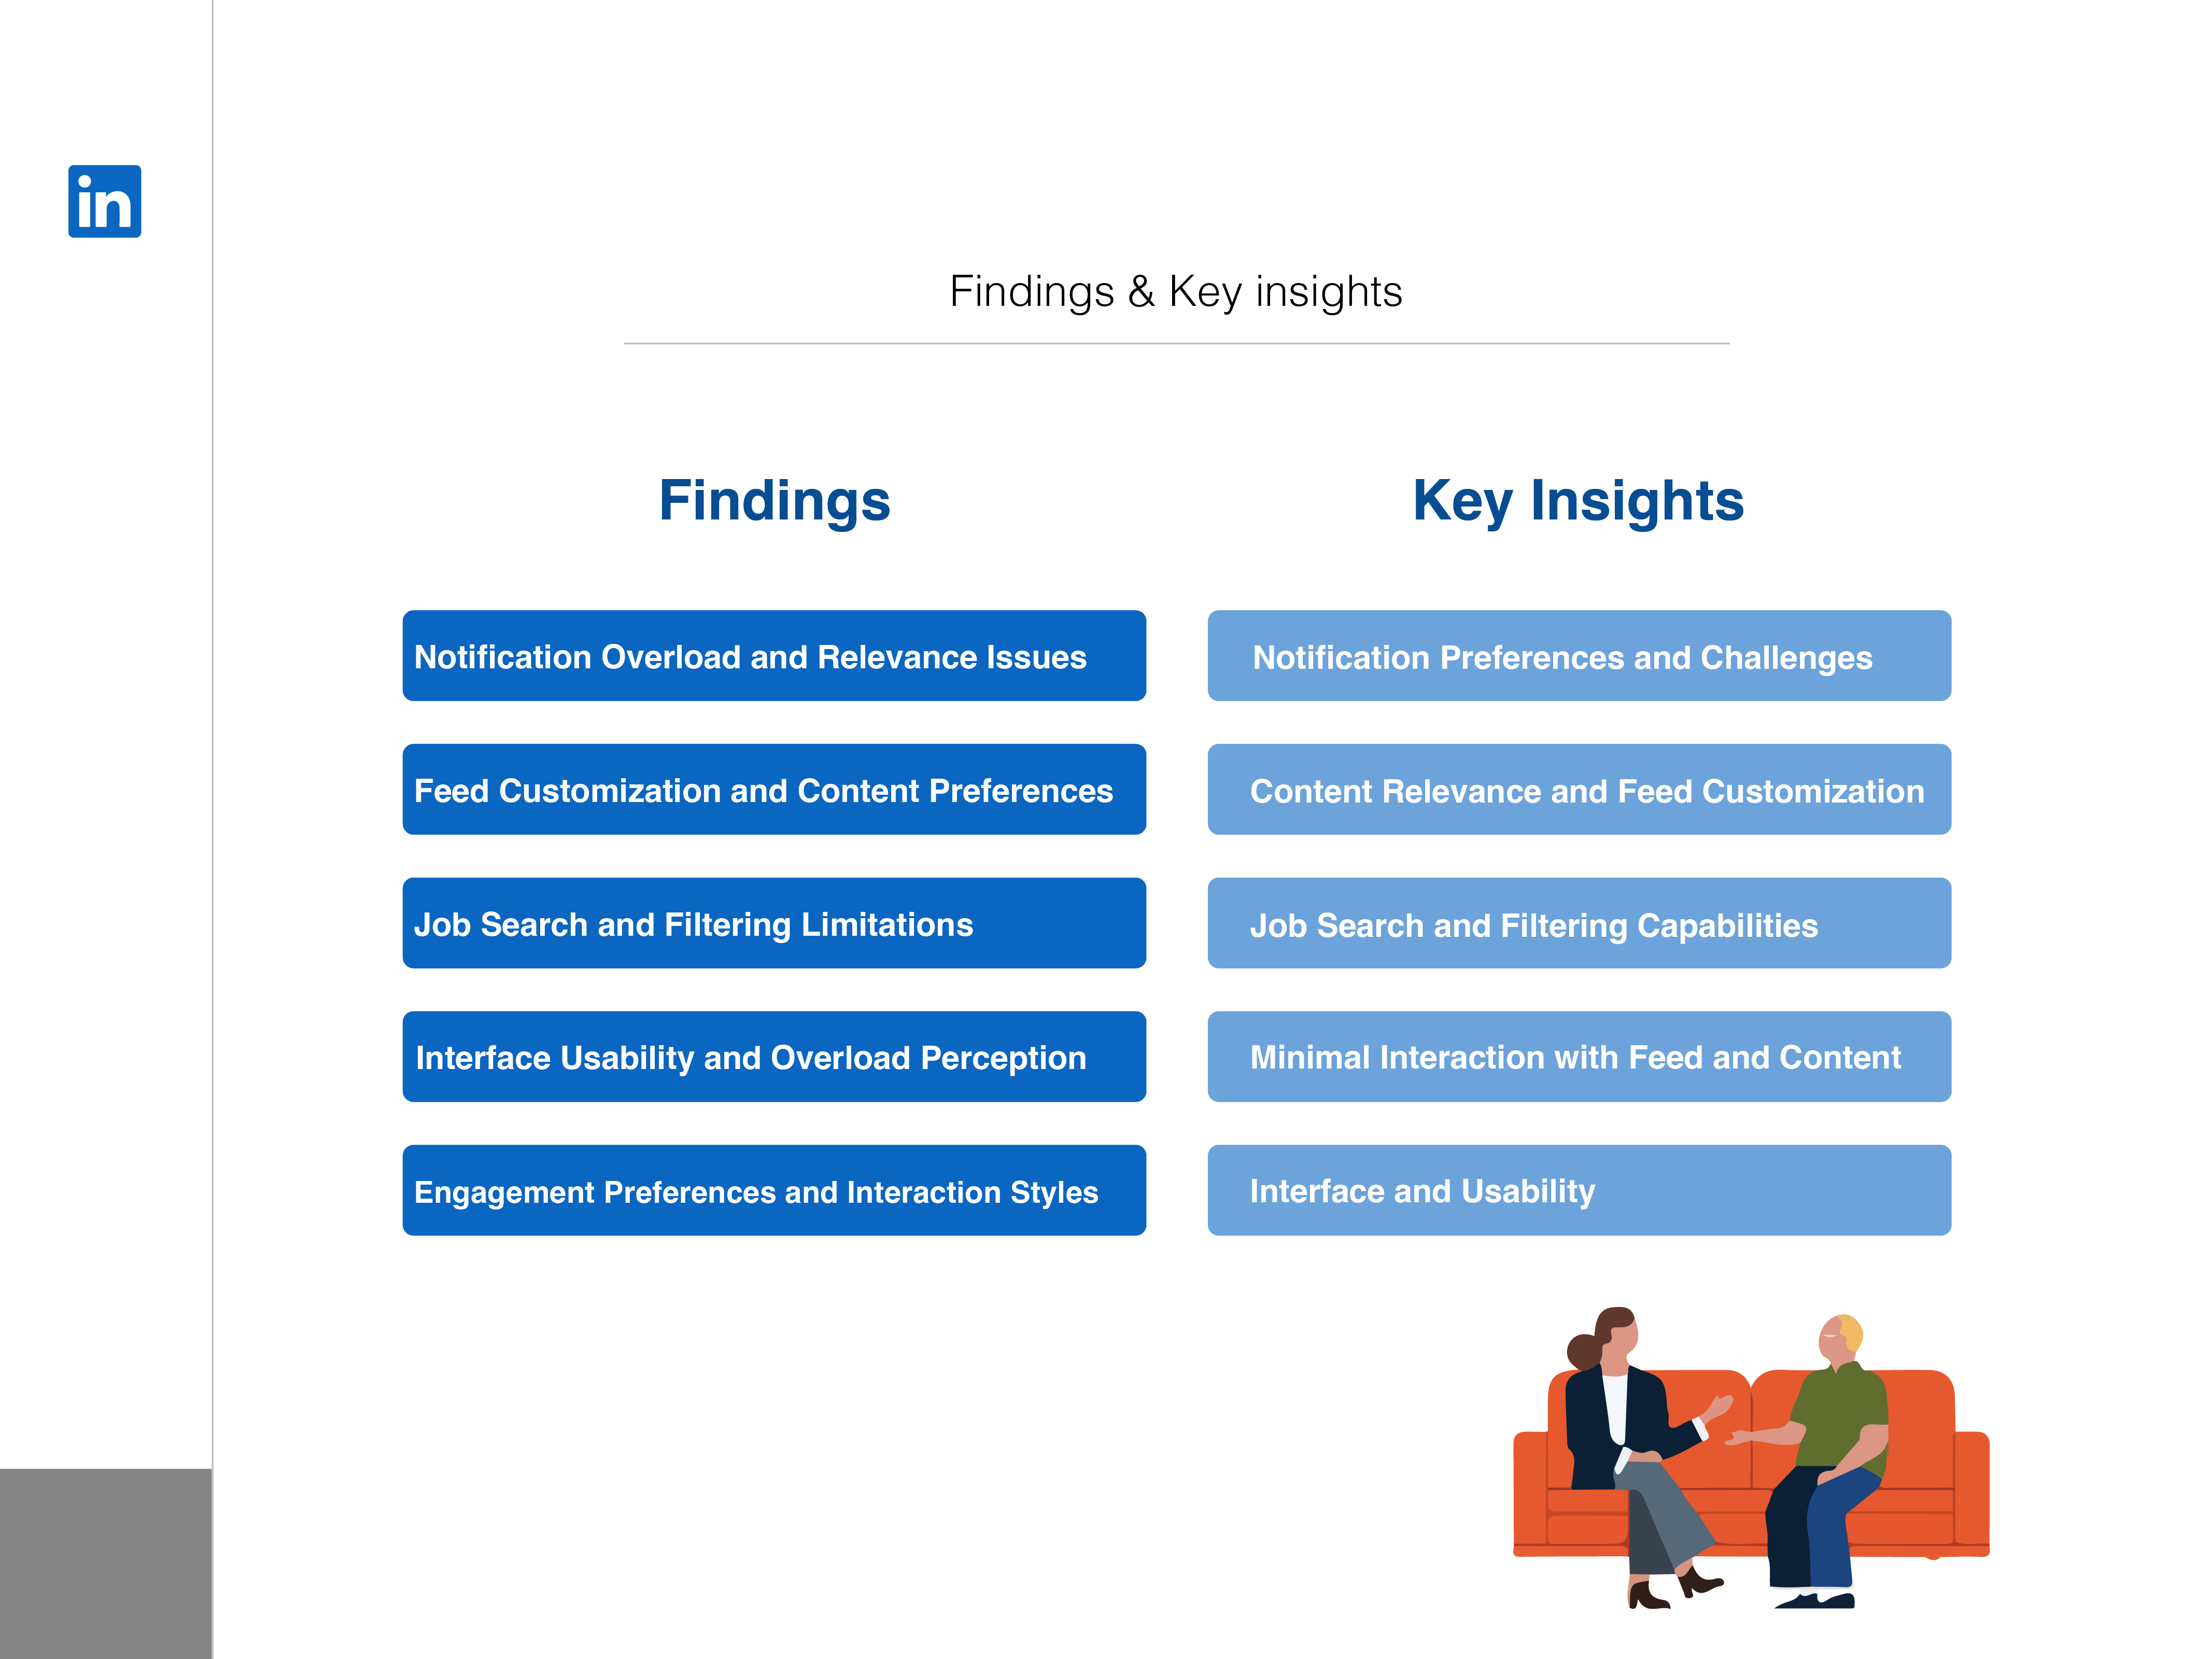 in
Findings & Key insights
Findings
Notification Overload and Relevance Issues
Feed Customization and Content Preferences
Job Search and Filtering Limitations
Interface Usability and Overload Perception
Engagement Preferences and Interaction Styles
Key Insights
Notification Preferences and Challenges
Content Relevance and Feed Customization
Job Search and Filtering Capabilities
Minimal Interaction with Feed and Content
Interface and Usability